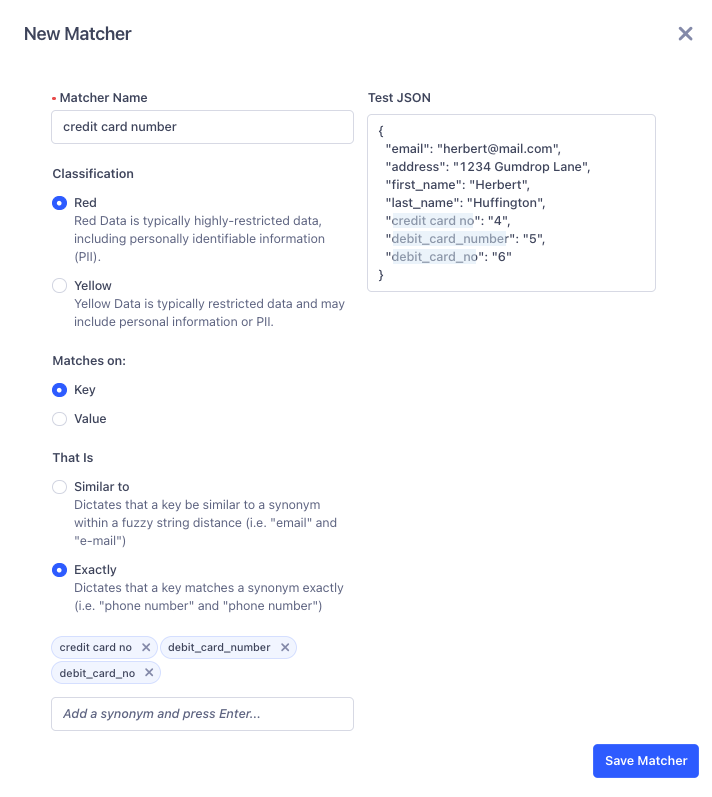 New Matcher
Matcher Name
credit card number
Classification
Red
Red Data is typically highly-restricted data,
including personally identifiable information
(PII).
Yellow
Yellow Data is typically restricted data and may
include personal information or PII.
Matches on:
Key
Value
That Is
Similar to
Dictates that a key be similar to a synonym
within a fuzzy string distance (i.e. "email" and
"e-mail")
Exactly
Dictates that a key matches a synonym exactly
(i.e. "phone number" and "phone number")
credit card no
debit_card_number
debit_card_no
Add a synonym and press Enter...
Test JSON
{
"email": "herbert@mail.com",
"address": "1234 Gumdrop Lane",
"first_name": "Herbert",
"last_name": "Huffington",
"credit card no": "4",
"debit_card_number": "5",
"debit_card_no": "6"
}
Save Matcher